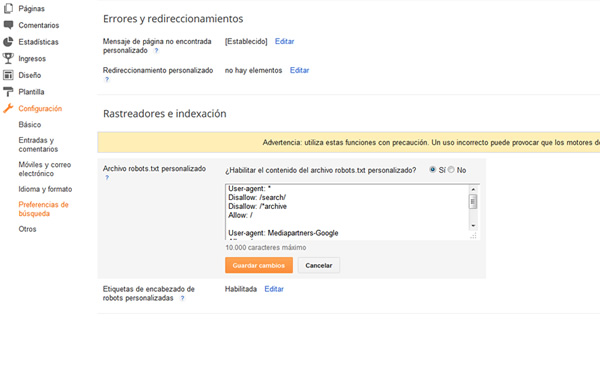 Páginas
Comentarios
Estadísticas
Ingresos
Diseño
Plantilla
Configuración
Básico
Entradas y
comentarios
Móviles y correo
electrónico
Idioma y formato
Preferencias de
búsqueda
Otros
Errores y redireccionamientos
Mensaje de página no encontrada
personalizado ?
[Establecido] Editar
Redireccionamiento personalizado
?
no hay elementos Editar
Rastreadores e indexación
Advertencia: utiliza estas funciones con precaución. Un uso incorrecto puede provocar que los motores de
Archivo robots.txt personalizado
?
¿Habilitar el contenido del archivo robots.txt personalizado? Sí No
User-agent: *
Disallow: /search/
Disallow: /*archive
Allow: /
User-agent: Mediapartners-Google
10.000 caracteres máximo
Guardar cambios Cancelar
Etiquetas de encabezado de
robots personalizadas ?
Habilitada Editar